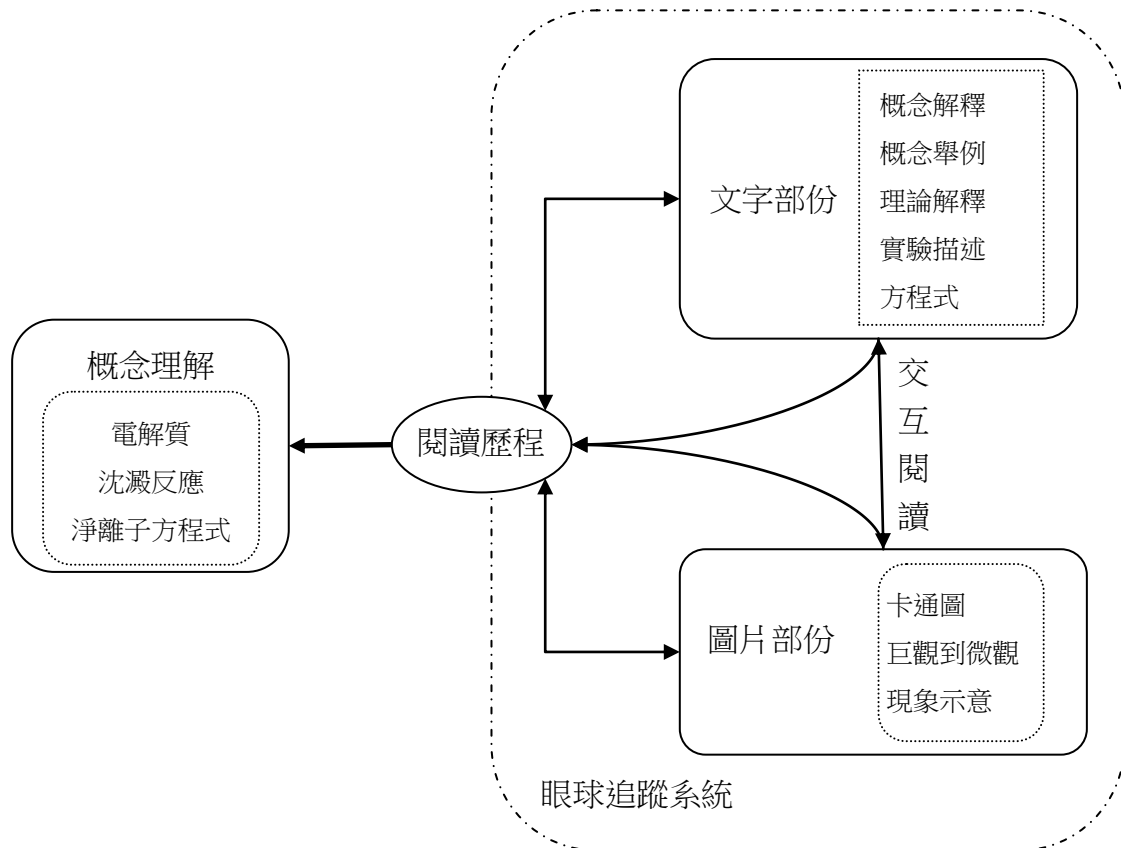 概念解釋
概念舉例
文字部份
理論解釋
實驗描述
方程式
概念理解
電解質
沈澱反應
淨離子方程式
閱讀歷程
交
互
閱
讀
圖片部份
卡通圖
巨觀到微觀
現象示意
眼球追蹤系統